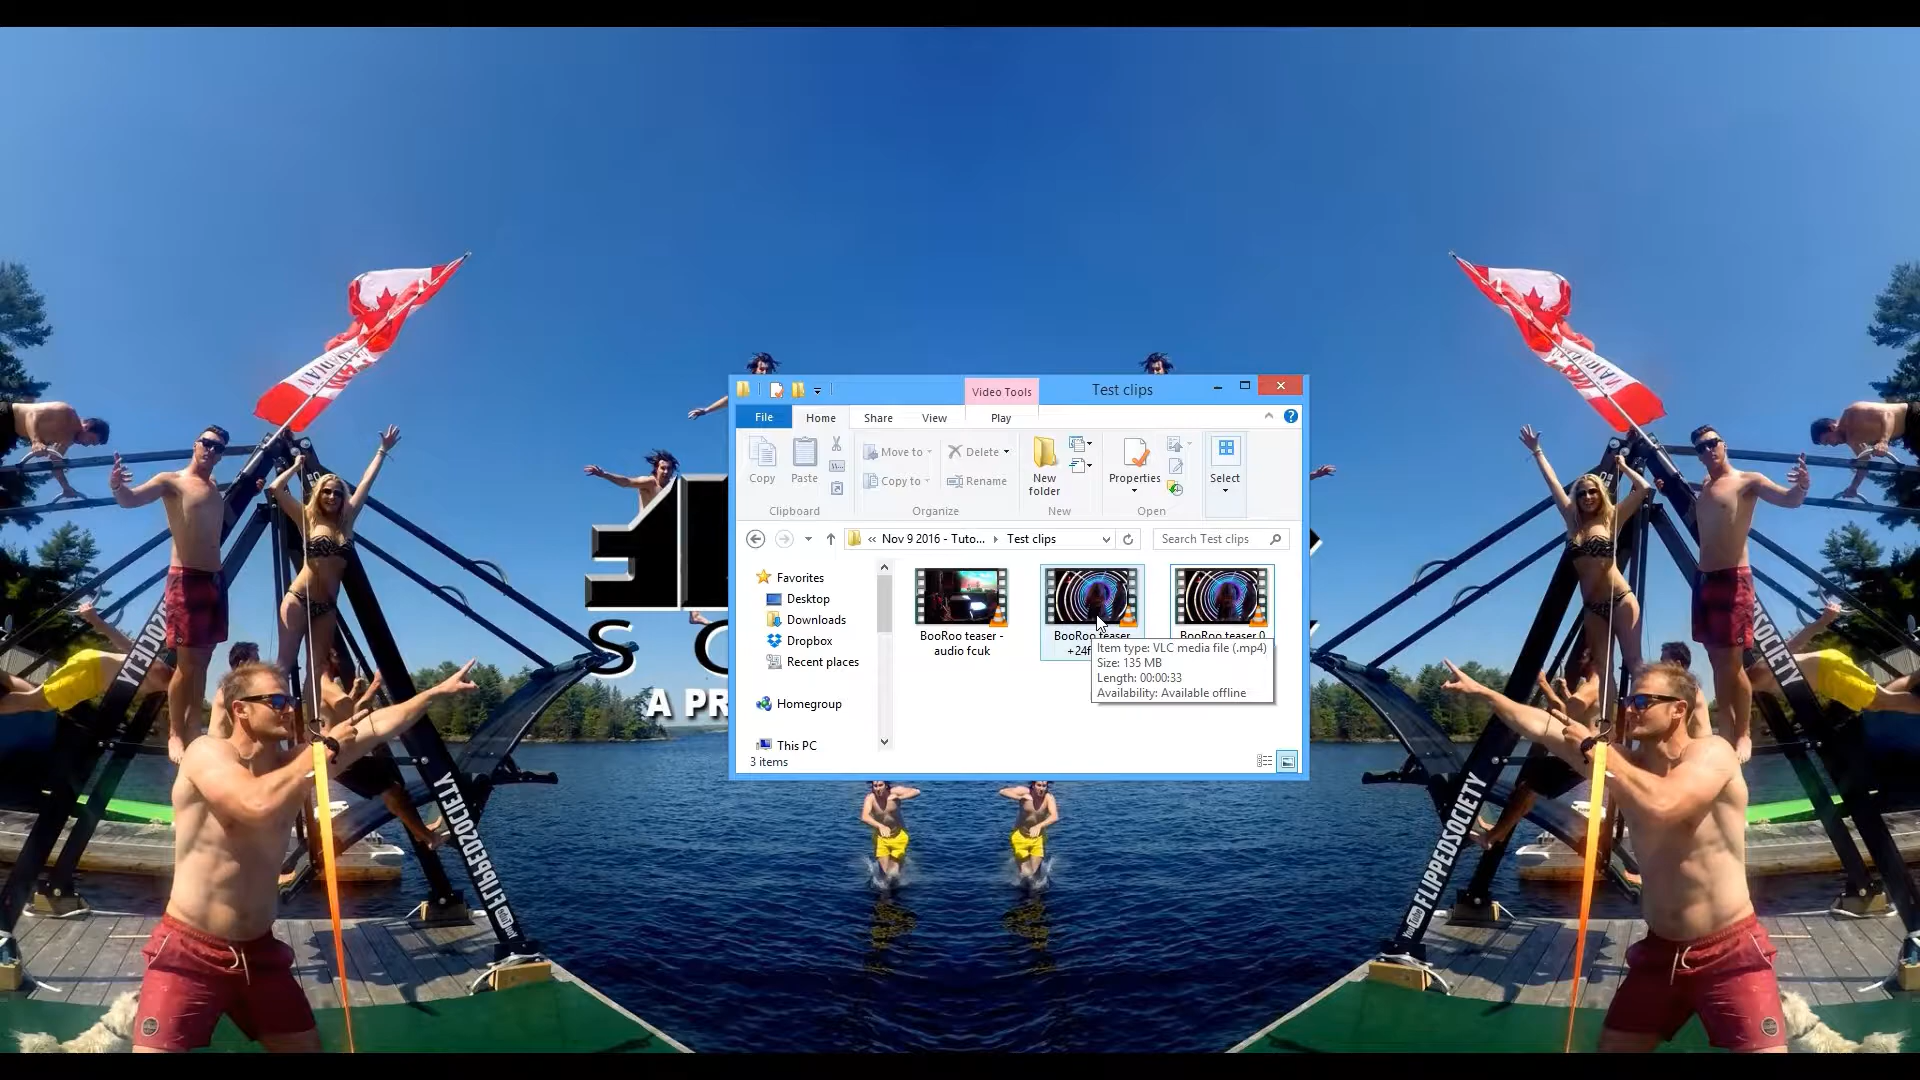 Video Tools
Test clips
File
Home
Share
View
Play
Copy
Paste
Move to
Copy to
Delete
Rename
New
folder
Properties
Select
Clipboard
Organize
New
Open
« Nov 9 2016 - Tuto...
Test clips
Search Test clips
Favorites
Desktop
Downloads
Dropbox
Recent places
Homegroup
This PC
3 items
BooRoo teaser -
audio fcuk
BooRoo teaser
+24f
BooRoo teaser 0
Item type: VLC media file (.mp4)
Size: 135 MB
Length: 00:00:33
Availability: Available offline
A PR
FLIPPEDSOCIETY
YouTube FLIPPEDSOCIETY